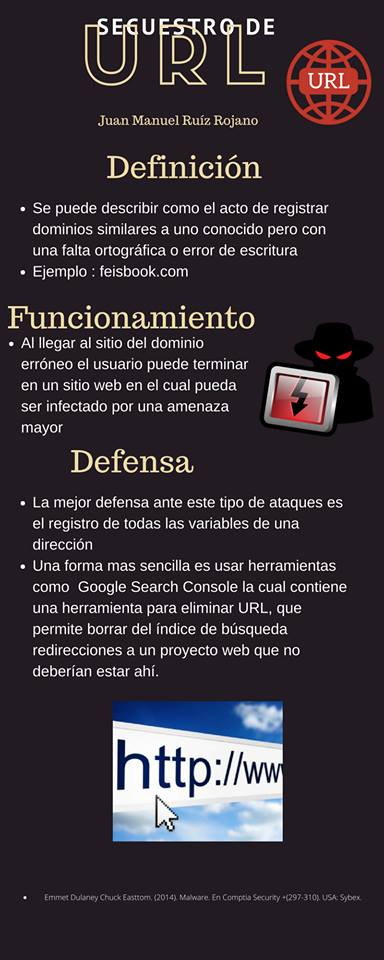 SECUESTRO DE
URL
URL
Juan Manuel Ruíz Rojano
Definición
• Se puede describir como el acto de registrar
dominios similares a uno conocido pero con
una falta ortográfica o error de escritura
• Ejemplo : feisbook.com
Funcionamiento
• Al llegar al sitio del dominio
erróneo el usuario puede terminar
en un sitio web en el cual pueda
ser infectado por una amenaza
mayor
Defensa
• La mejor defensa ante este tipo de ataques es
el registro de todas las variables de una
dirección
• Una forma mas sencilla es usar herramientas
como Google Search Console la cual contiene
una herramienta para eliminar URL, que
permite borrar del índice de búsqueda
redirecciones a un proyecto web que no
deberían estar ahí.
http://ww
• Emmet Dulaney Chuck Easttom. (2014). Malware. En Comptia Security +(297-310). USA: Sybex.